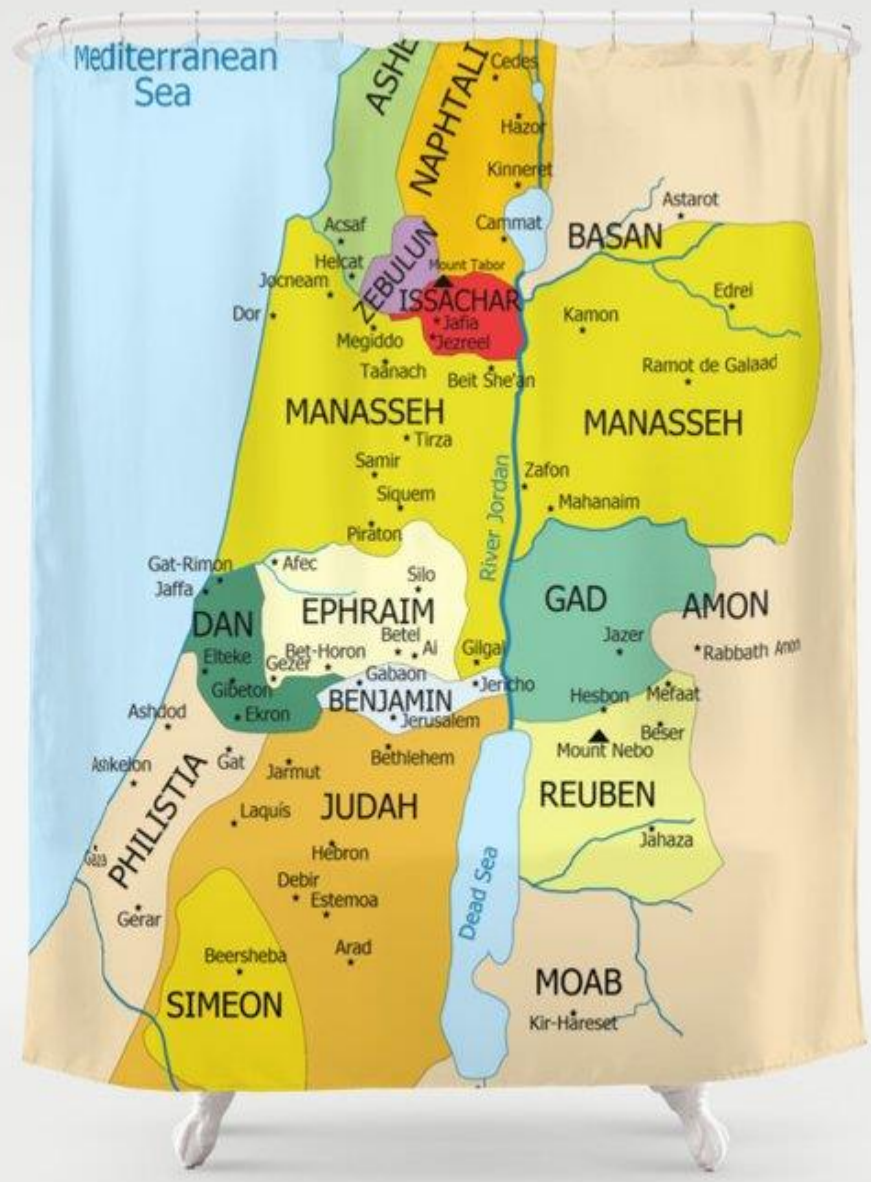 Mediterranean
Sea
ASHE
NAPHTALI
Cedes
Hazor
Kinneret
Astarot
Acsaf
Cammat
BASAN
Helcat
ZEBULUN
Mount Tabor
Jocneam
ISSACHAR
Edrei
Dor
Jafia
Kamon
Megiddo
Jezreel
Taanach
Beit She'an
Ramot de Galaad
MANASSEH
MANASSEH
Tirza
Samir
Zafon
Siquem
Mahanaim
River Jordan
Piraton
Gat-Rimon
Afec
Jaffa
Silo
GAD
AMON
DAN
EPHRAIM
Betel
Ai
Jazer
Elteke
Bet-Horon
Gilgal
Rabbath Amon
Gezer
Gabaon
Gibeton
BENJAMIN
Jericho
Hesbon
Mefaat
Ashdod
Ekron
Jerusalem
Beser
Ashkelon
Gat
Jarmut
Bethlehem
Mount Nebo
PHILISTIA
Laquis
JUDAH
REUBEN
Gaza
Hebron
Jahaza
Debir
Dead Sea
Estemoa
Gerar
Beersheba
Arad
SIMEON
MOAB
Kir-Hareset